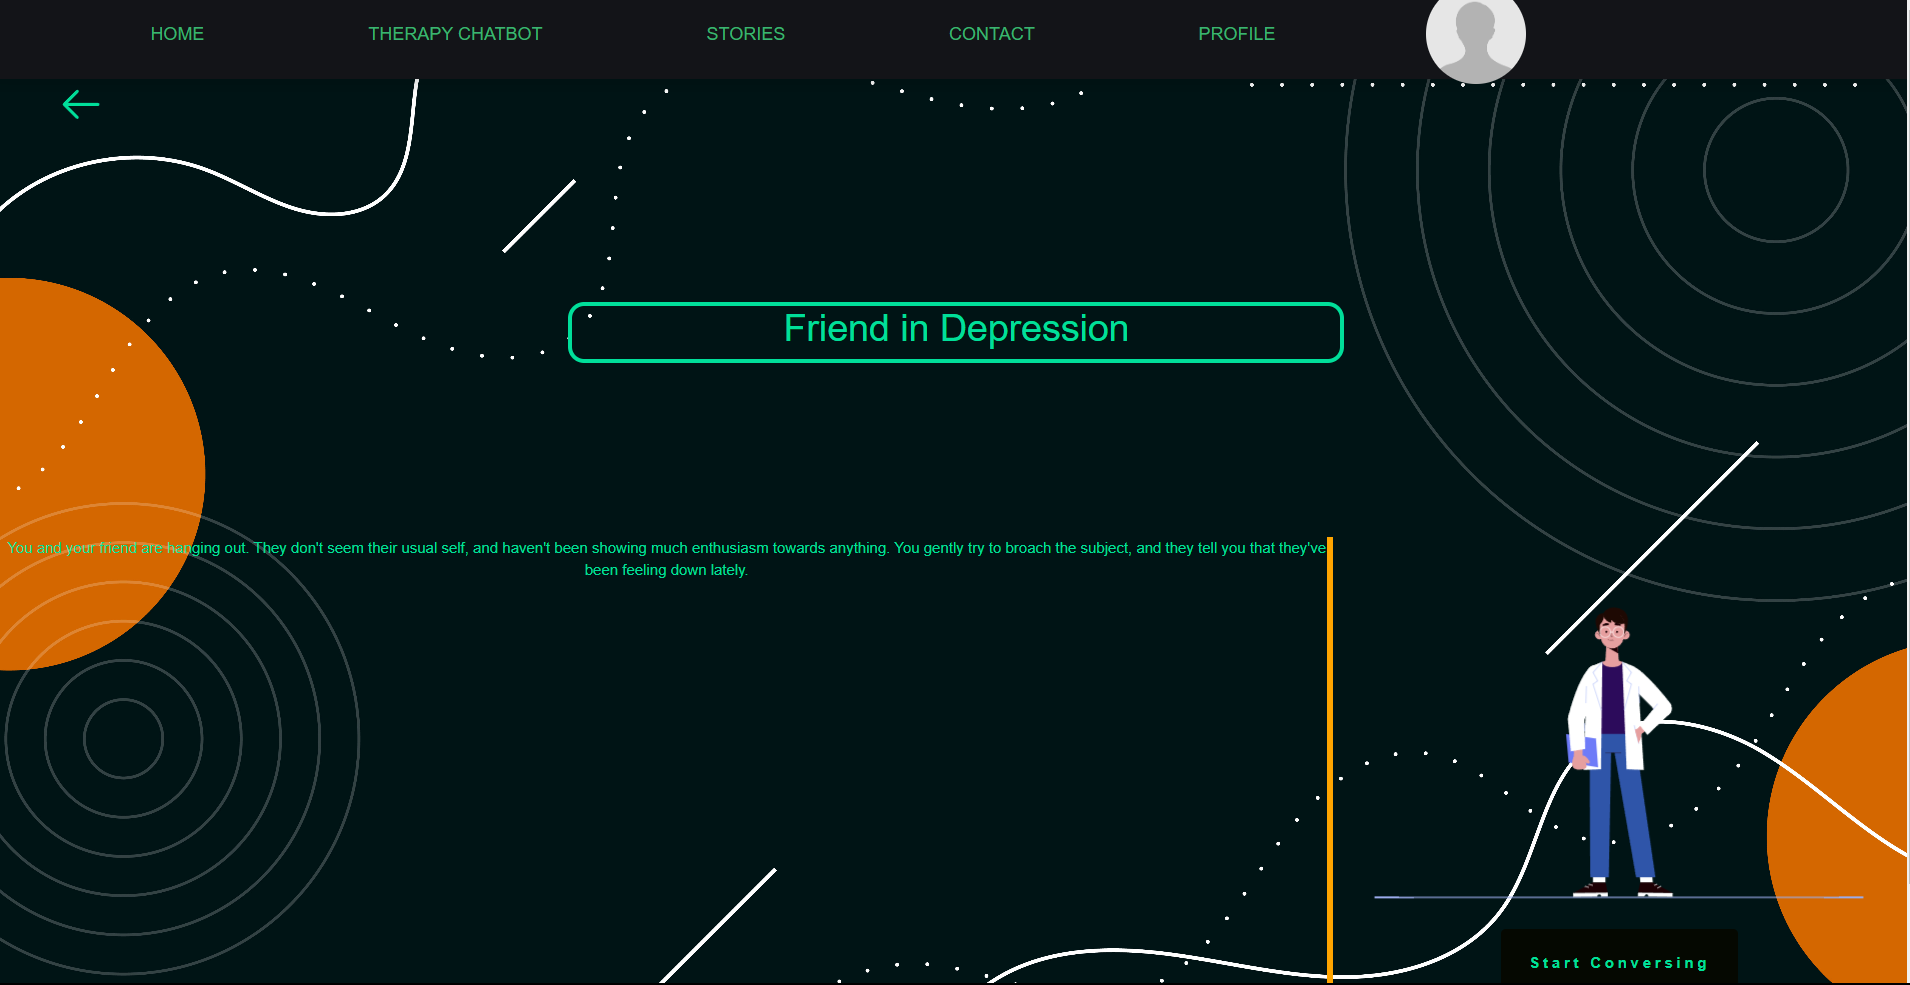 HOME THERAPY CHATBOT STORIES CONTACT PROFILE
Friend in Depression
You and your friend are hanging out. They don't seem their usual self, and haven't been showing much enthusiasm towards anything. You gently try to broach the subject, and they tell you that they've
been feeling down lately.
Start Conversing